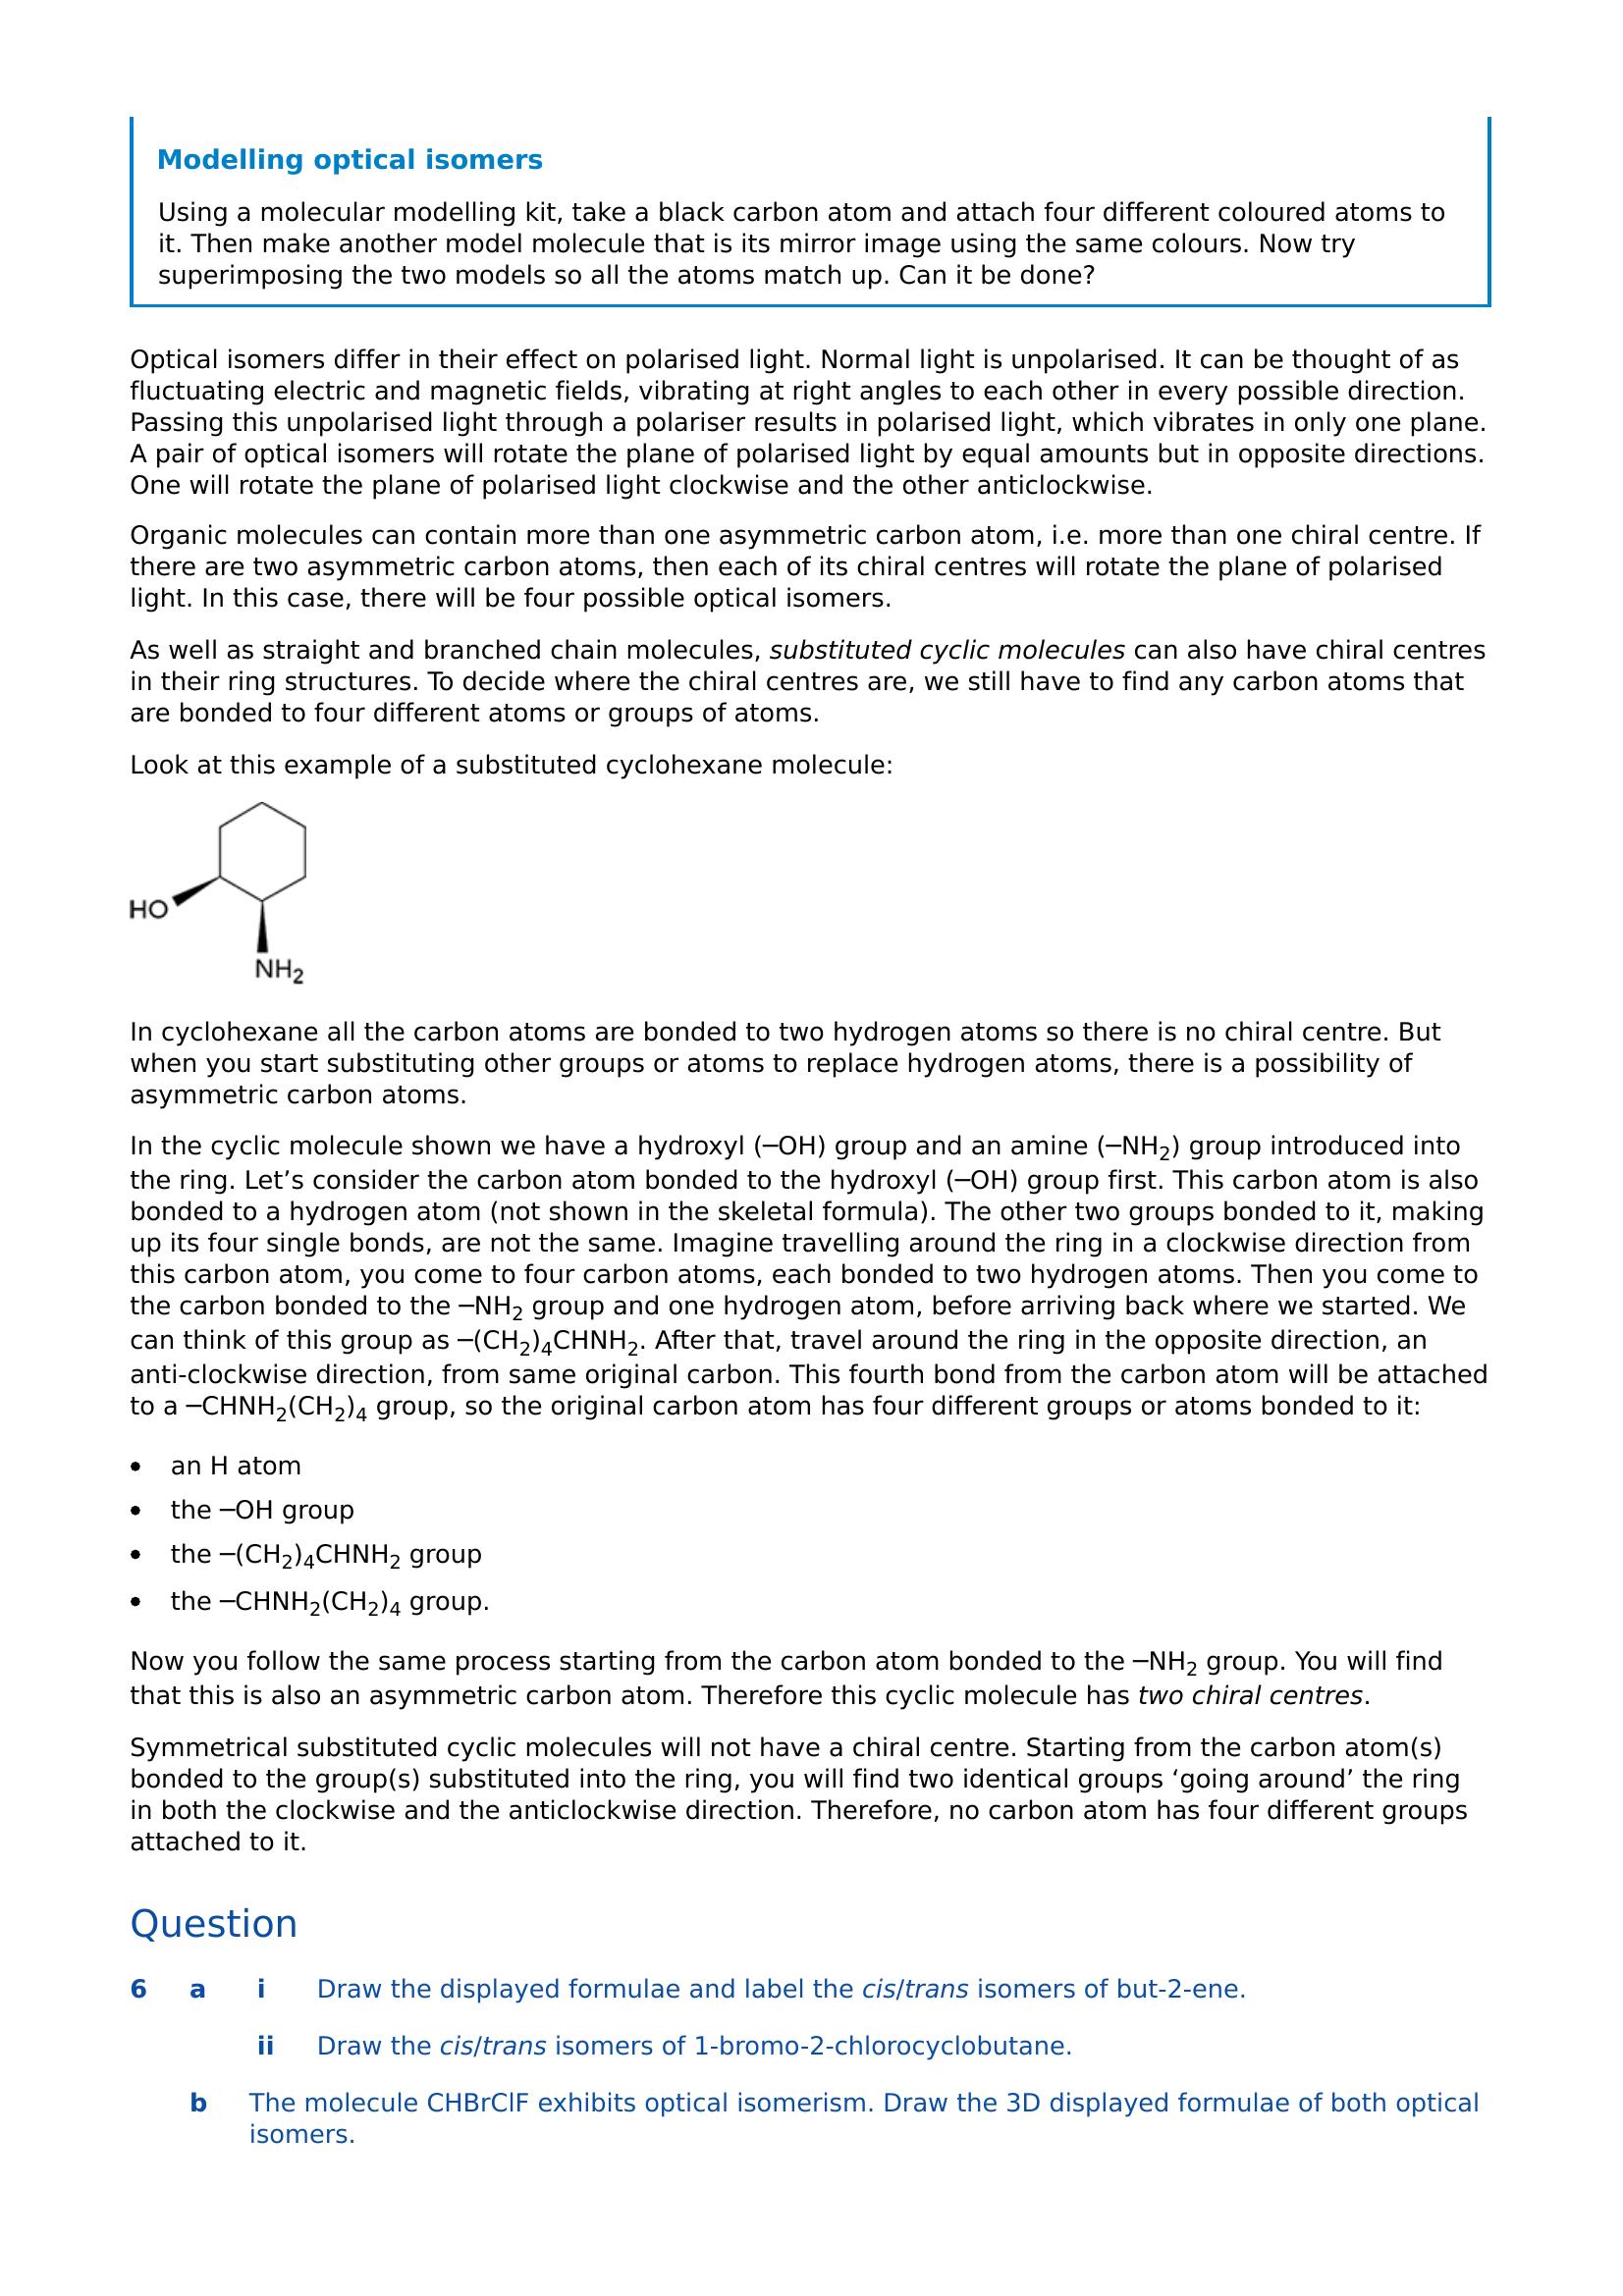 Modelling optical isomers
Using a molecular modelling kit, take a black carbon atom and attach four different coloured atoms to
it. Then make another model molecule that is its mirror image using the same colours. Now try
superimposing the two models so all the atoms match up. Can it be done?
Optical isomers differ in their effect on polarised light. Normal light is unpolarised. It can be thought of as
fluctuating electric and magnetic fields, vibrating at right angles to each other in every possible direction.
Passing this unpolarised light through a polariser results in polarised light, which vibrates in only one plane.
A pair of optical isomers will rotate the plane of polarised light by equal amounts but in opposite directions.
One will rotate the plane of polarised light clockwise and the other anticlockwise.
Organic molecules can contain more than one asymmetric carbon atom, i.e. more than one chiral centre. If
there are two asymmetric carbon atoms, then each of its chiral centres will rotate the plane of polarised
light. In this case, there will be four possible optical isomers.
As well as straight and branched chain molecules, substituted cyclic molecules can also have chiral centres
in their ring structures. To decide where the chiral centres are, we still have to find any carbon atoms that
are bonded to four different atoms or groups of atoms.
Look at this example of a substituted cyclohexane molecule:
HO
NH₂
In cyclohexane all the carbon atoms are bonded to two hydrogen atoms so there is no chiral centre. But
when you start substituting other groups or atoms to replace hydrogen atoms, there is a possibility of
asymmetric carbon atoms.
In the cyclic molecule shown we have a hydroxyl (−OH) group and an amine (−NH₂) group introduced into
the ring. Let’s consider the carbon atom bonded to the hydroxyl (−OH) group first. This carbon atom is also
bonded to a hydrogen atom (not shown in the skeletal formula). The other two groups bonded to it, making
up its four single bonds, are not the same. Imagine travelling around the ring in a clockwise direction from
this carbon atom, you come to four carbon atoms, each bonded to two hydrogen atoms. Then you come to
the carbon bonded to the −NH₂ group and one hydrogen atom, before arriving back where we started. We
can think of this group as −(CH₂)₄CHNH₂. After that, travel around the ring in the opposite direction, an
anti-clockwise direction, from same original carbon. This fourth bond from the carbon atom will be attached
to a −CHNH₂(CH₂)₄ group, so the original carbon atom has four different groups or atoms bonded to it:
• an H atom
• the −OH group
• the −(CH₂)₄CHNH₂ group
• the −CHNH₂(CH₂)₄ group.
Now you follow the same process starting from the carbon atom bonded to the −NH₂ group. You will find
that this is also an asymmetric carbon atom. Therefore this cyclic molecule has two chiral centres.
Symmetrical substituted cyclic molecules will not have a chiral centre. Starting from the carbon atom(s)
bonded to the group(s) substituted into the ring, you will find two identical groups ‘going around’ the ring
in both the clockwise and the anticlockwise direction. Therefore, no carbon atom has four different groups
attached to it.
Question
6 a i Draw the displayed formulae and label the cis/trans isomers of but-2-ene.
ii Draw the cis/trans isomers of 1-bromo-2-chlorocyclobutane.
b The molecule CHBrClF exhibits optical isomerism. Draw the 3D displayed formulae of both optical
isomers.